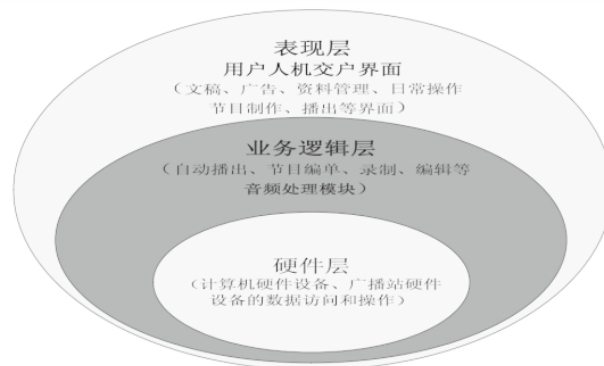 表现层
用户人机交户界面
（文稿、广告、资料管理、日常操作
节目制作、播出等界面）
业务逻辑层
（自动播出、节目编单、录制、编辑等
音频处理模块）
硬件层
（计算机硬件设备、广播站硬件
设备的数据访问和操作）